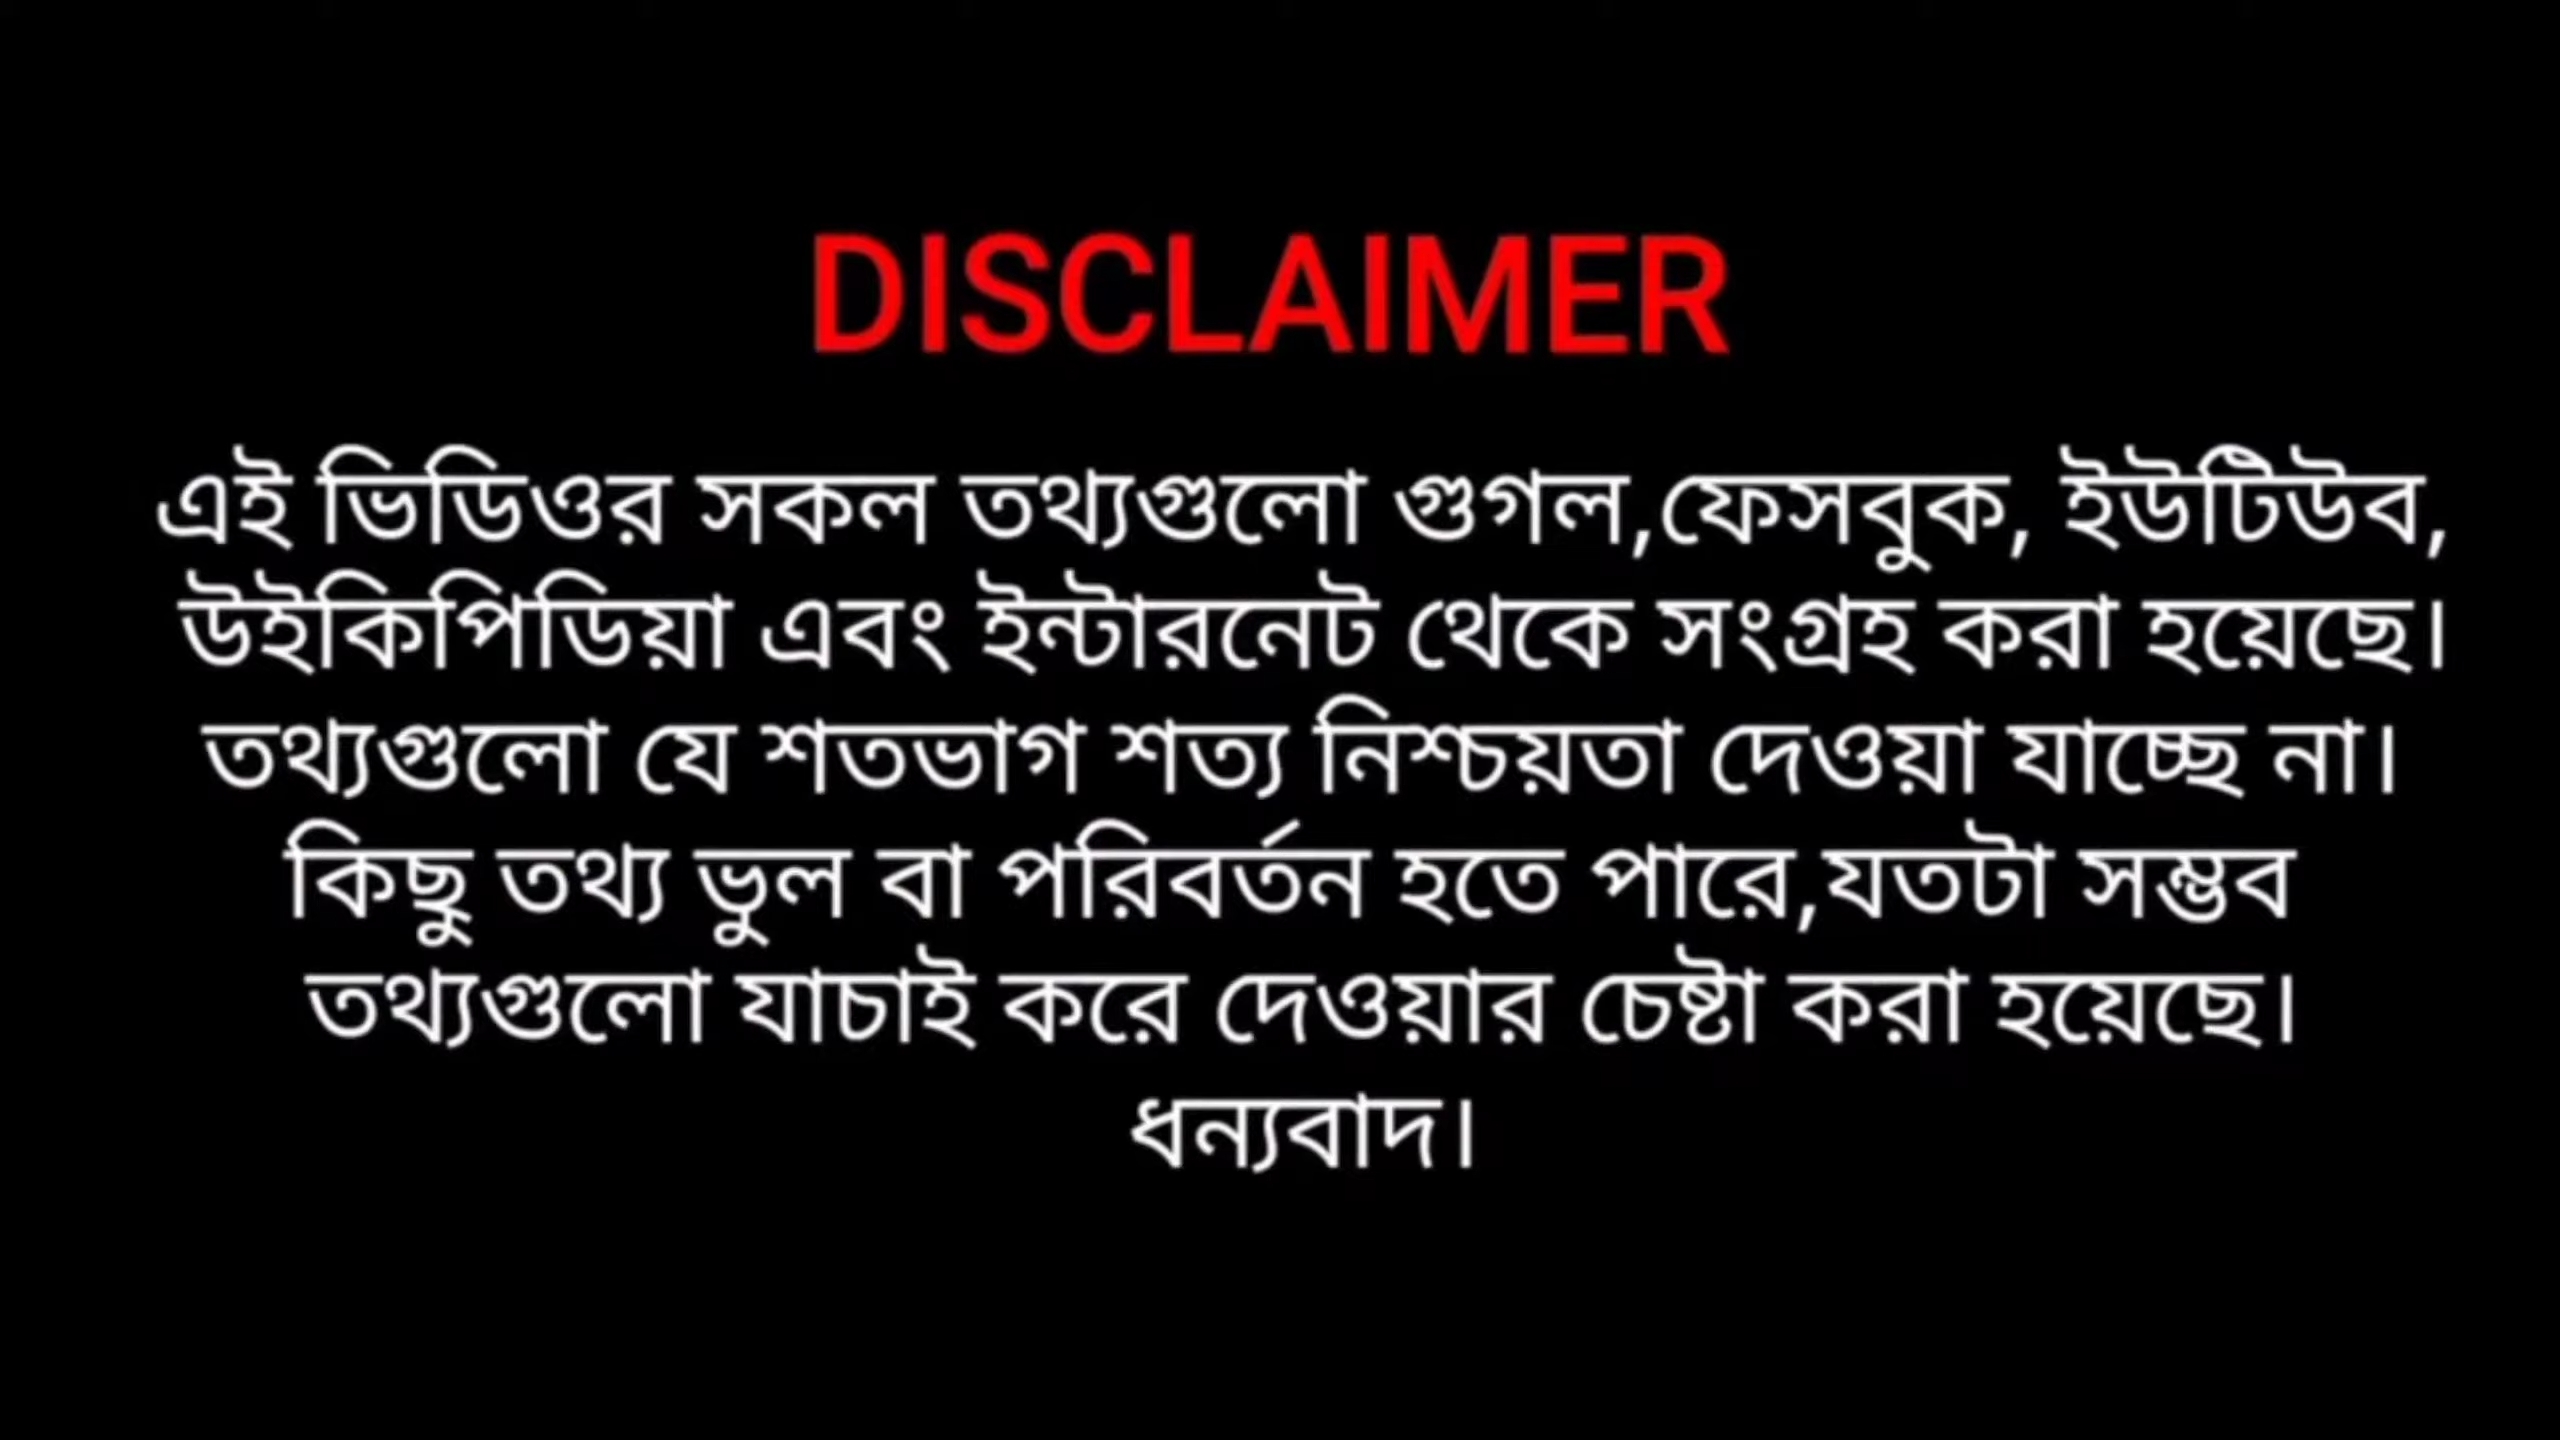 DISCLAIMER
এই ভিডিওর সকল তথ্যগুলো গুগল,ফেসবুক, ইউটিউব,
উইকিপিডিয়া এবং ইন্টারনেট থেকে সংগ্রহ করা হয়েছে।
তথ্যগুলো যে শতভাগ শত্য নিশ্চয়তা দেওয়া যাচ্ছে না।
কিছু তথ্য ভুল বা পরিবর্তন হতে পারে,যতটা সম্ভব
তথ্যগুলো যাচাই করে দেওয়ার চেষ্টা করা হয়েছে।
ধন্যবাদ।